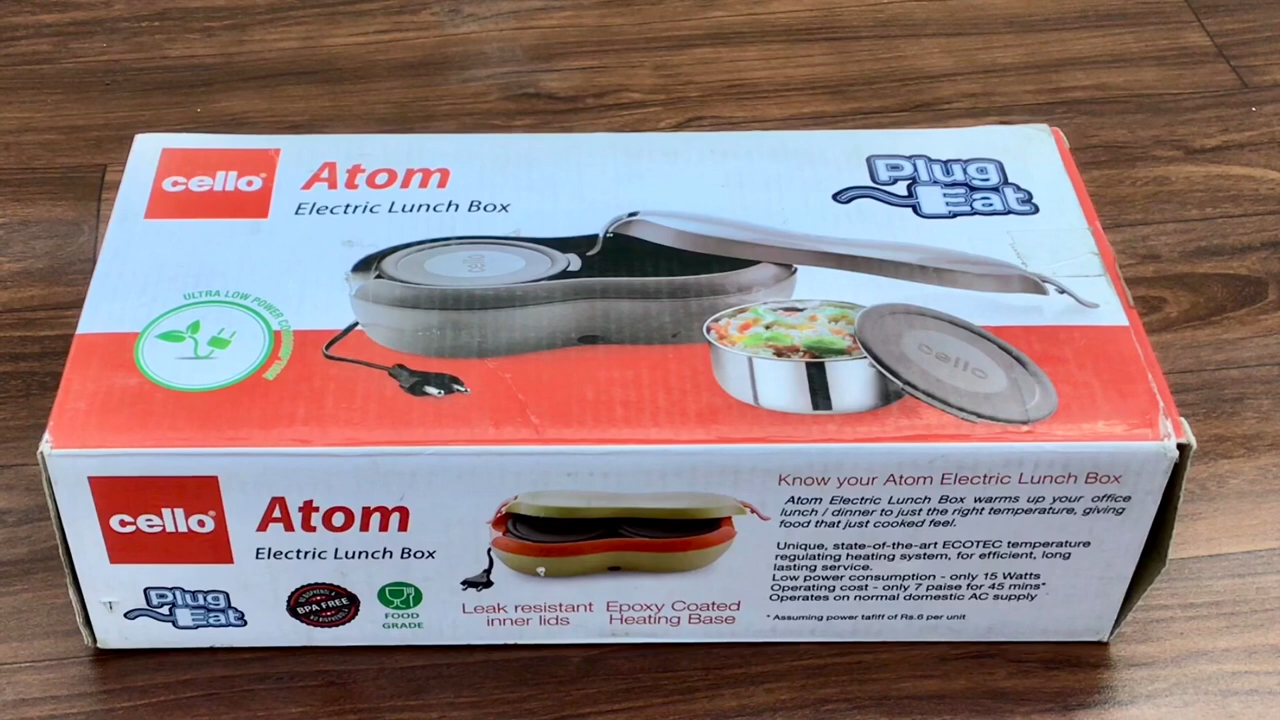 cello®
Atom
Electric Lunch Box
Plug
Eat
cello
cello
ULTRA LOW POWER CONSUMPTION
cello®
Atom
Electric Lunch Box
Plug
Eat
BPA FREE
FOOD
GRADE
Leak resistant
inner lids
Epoxy Coated
Heating Base
Know your Atom Electric Lunch Box
Atom Electric Lunch Box warms up your office
lunch / dinner to just the right temperature, giving
food that just cooked feel.
Unique, state-of-the-art ECOTEC temperature
regulating heating system, for efficient, long
lasting service.
Low power consumption - only 15 Watts
Operating cost - only 7 paise for 45 mins*
Operates on normal domestic AC supply
* Assuming power tafiff of Rs.6 per unit